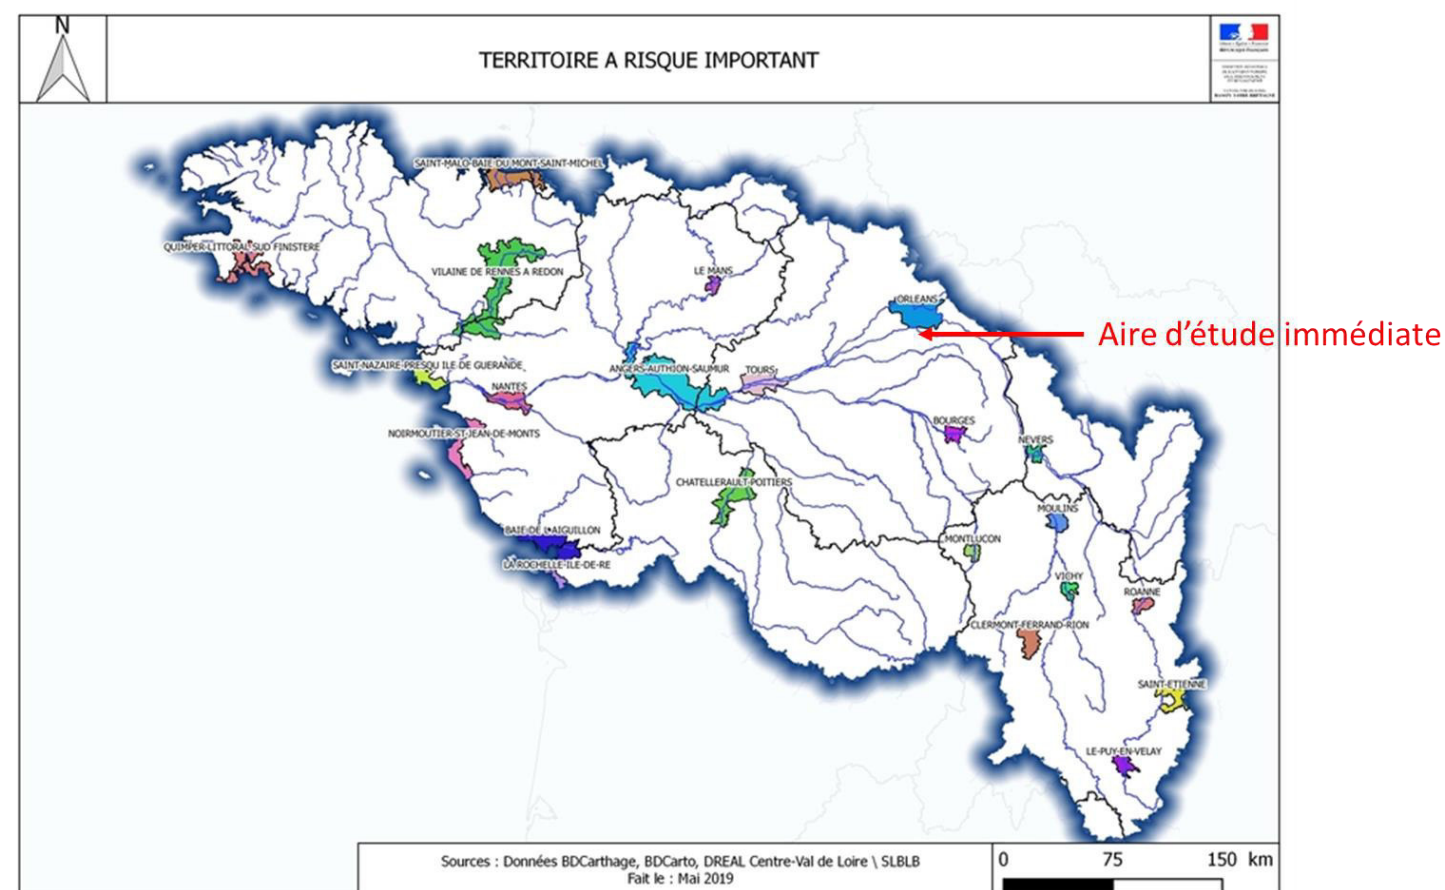 N
TERRITOIRE A RISQUE IMPORTANT
SAINT-MALO-BAIE DU MONT-SAINT-MICHEL
QUIMPER-LITTORAL SUD FINISTERE
VILAINE DE RENNES A REDON
LE MANS
ORLEANS
Aire d’étude immédiate
SAINT-NAZAIRE-PRESQU ILE DE GUERANDE
ANGERS-AUTHION-SAUMUR
TOURS
NANTES
NOIRMOUTIER-ST-JEAN-DE-MONTS
BOURGES
NEVERS
CHATELLERAULT-POITIERS
MOULINS
BAIE DE L'AIGUILLON
MONTLUCON
LA ROCHELLE-ILE-DE-RE
VICHY
ROANNE
CLERMONT-FERRAND-RION
SAINT-ETIENNE
LE-PUY-EN-VELAY
Sources : Données BDCarthage, BDCarto, DREAL Centre-Val de Loire \ SLBLB
Fait le : Mai 2019
0 75 150 km